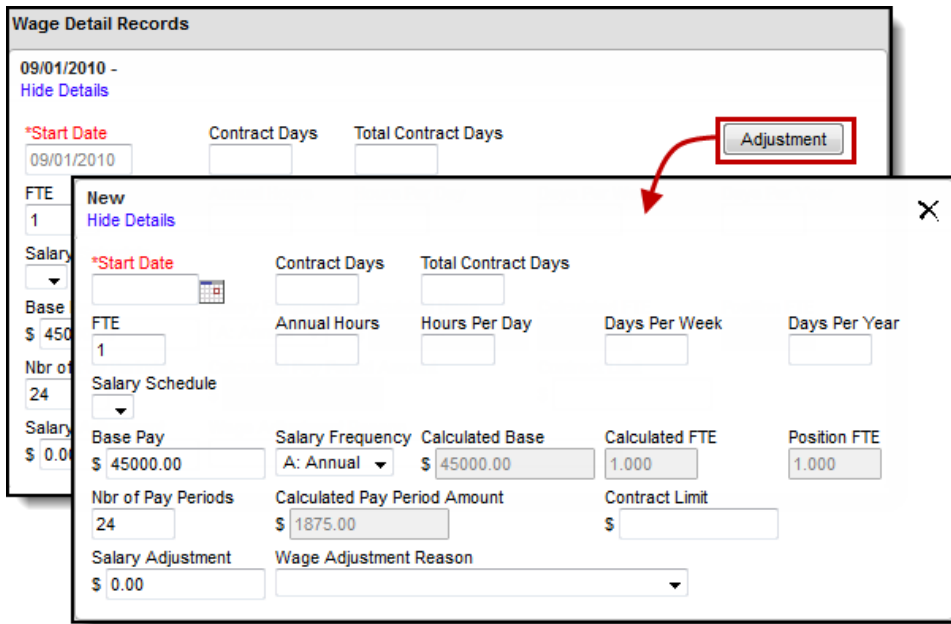 Wage Detail Records
09/01/2010 -
Hide Details
*Start Date Contract Days Total Contract Days
Adjustment
09/01/2010
FTE
1
Salary
Base
$ 450
Nbr of
24
Salary
$ 0.0
New
Hide Details
*Start Date Contract Days Total Contract Days
FTE Annual Hours Hours Per Day Days Per Week Days Per Year
1
Salary Schedule
Base Pay Salary Frequency Calculated Base Calculated FTE Position FTE
$ 45000.00 A: Annual $ 45000.00 1.000 1.000
Nbr of Pay Periods Calculated Pay Period Amount Contract Limit
24 $ 1875.00 $
Salary Adjustment Wage Adjustment Reason
$ 0.00